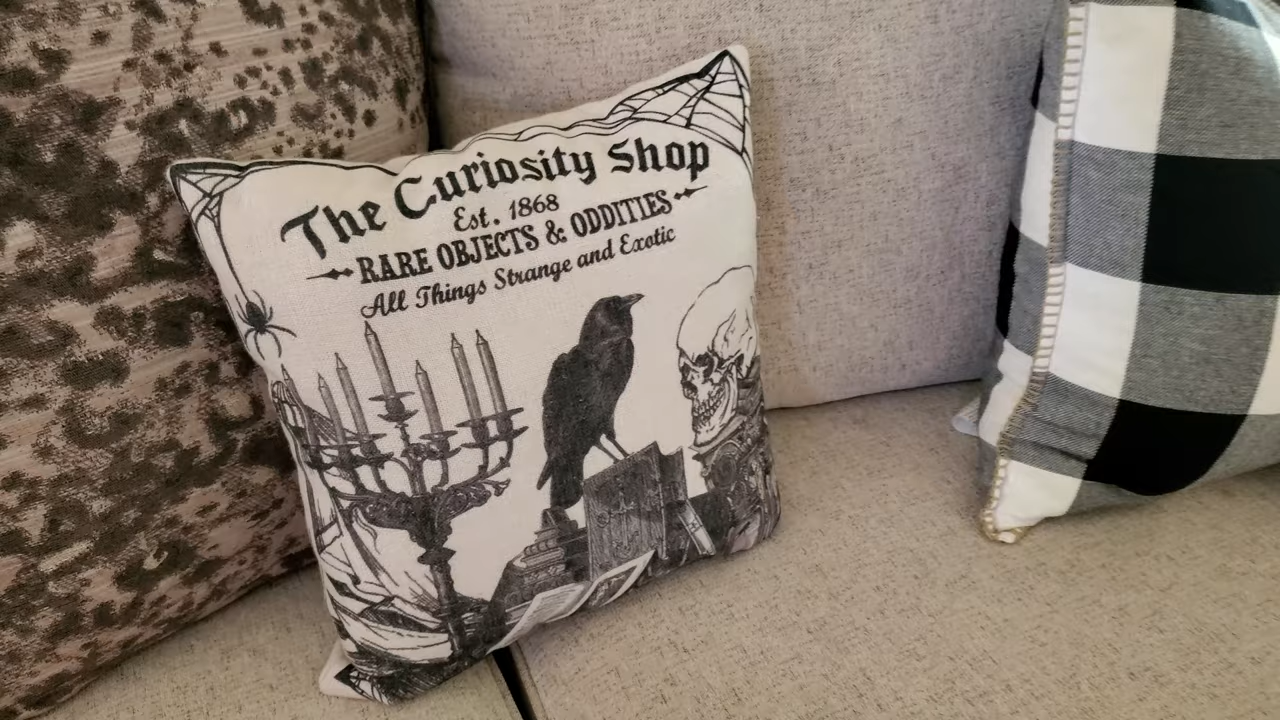 The Curiosity Shop
Est. 1868
RARE OBJECTS & ODDITIES
All Things Strange and Exotic